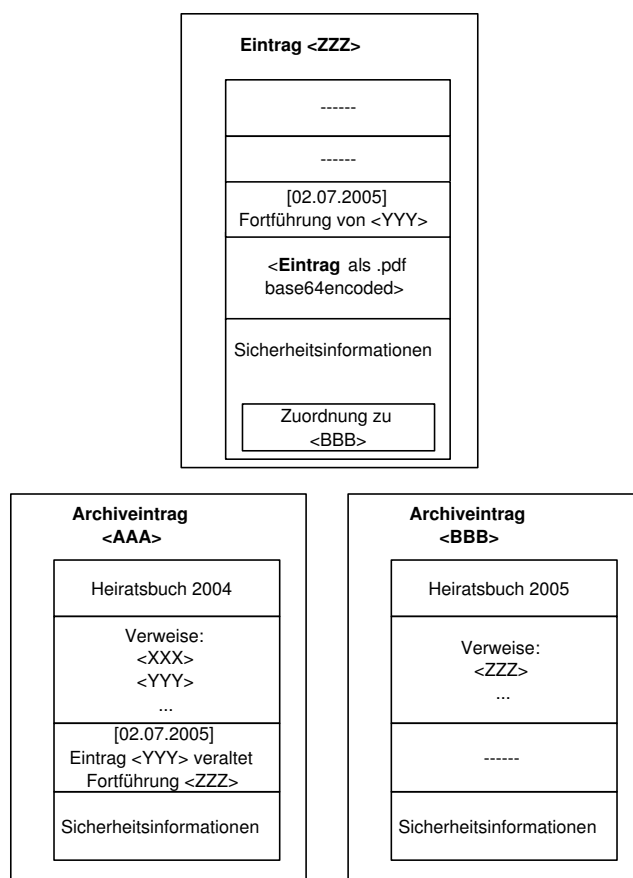 Eintrag <ZZZ>
------
------
[02.07.2005]
Fortführung von <YYY>
<Eintrag als .pdf
base64encoded>
Sicherheitsinformationen
Zuordnung zu
<BBB>
Archiveintrag
<AAA>
Heiratsbuch 2004
Verweise:
<XXX>
<YYY>
...
[02.07.2005]
Eintrag <YYY> veraltet
Fortführung <ZZZ>
Sicherheitsinformationen
Archiveintrag
<BBB>
Heiratsbuch 2005
Verweise:
<ZZZ>
...
------
Sicherheitsinformationen